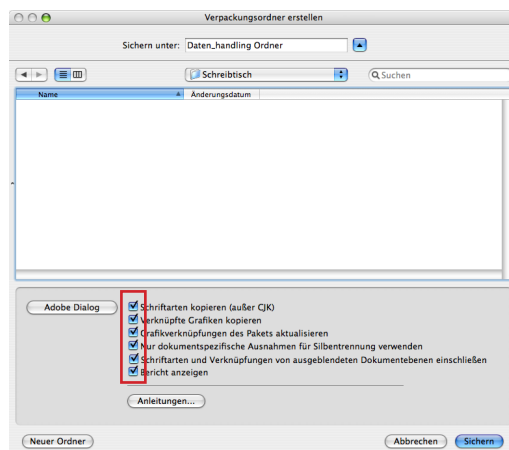 Verpackungsordner erstellen
Sichern unter: Daten_handling Ordner
Schreibtisch
Suchen
Name Änderungsdatum
Adobe Dialog
Schriftarten kopieren (außer CJK)
Verknüpfte Grafiken kopieren
Grafikverknüpfungen des Pakets aktualisieren
Nur dokumentspezifische Ausnahmen für Silbentrennung verwenden
Schriftarten und Verknüpfungen von ausgeblendeten Dokumentebenen einschließen
Bericht anzeigen
Anleitungen...
Neuer Ordner Abbrechen Sichern